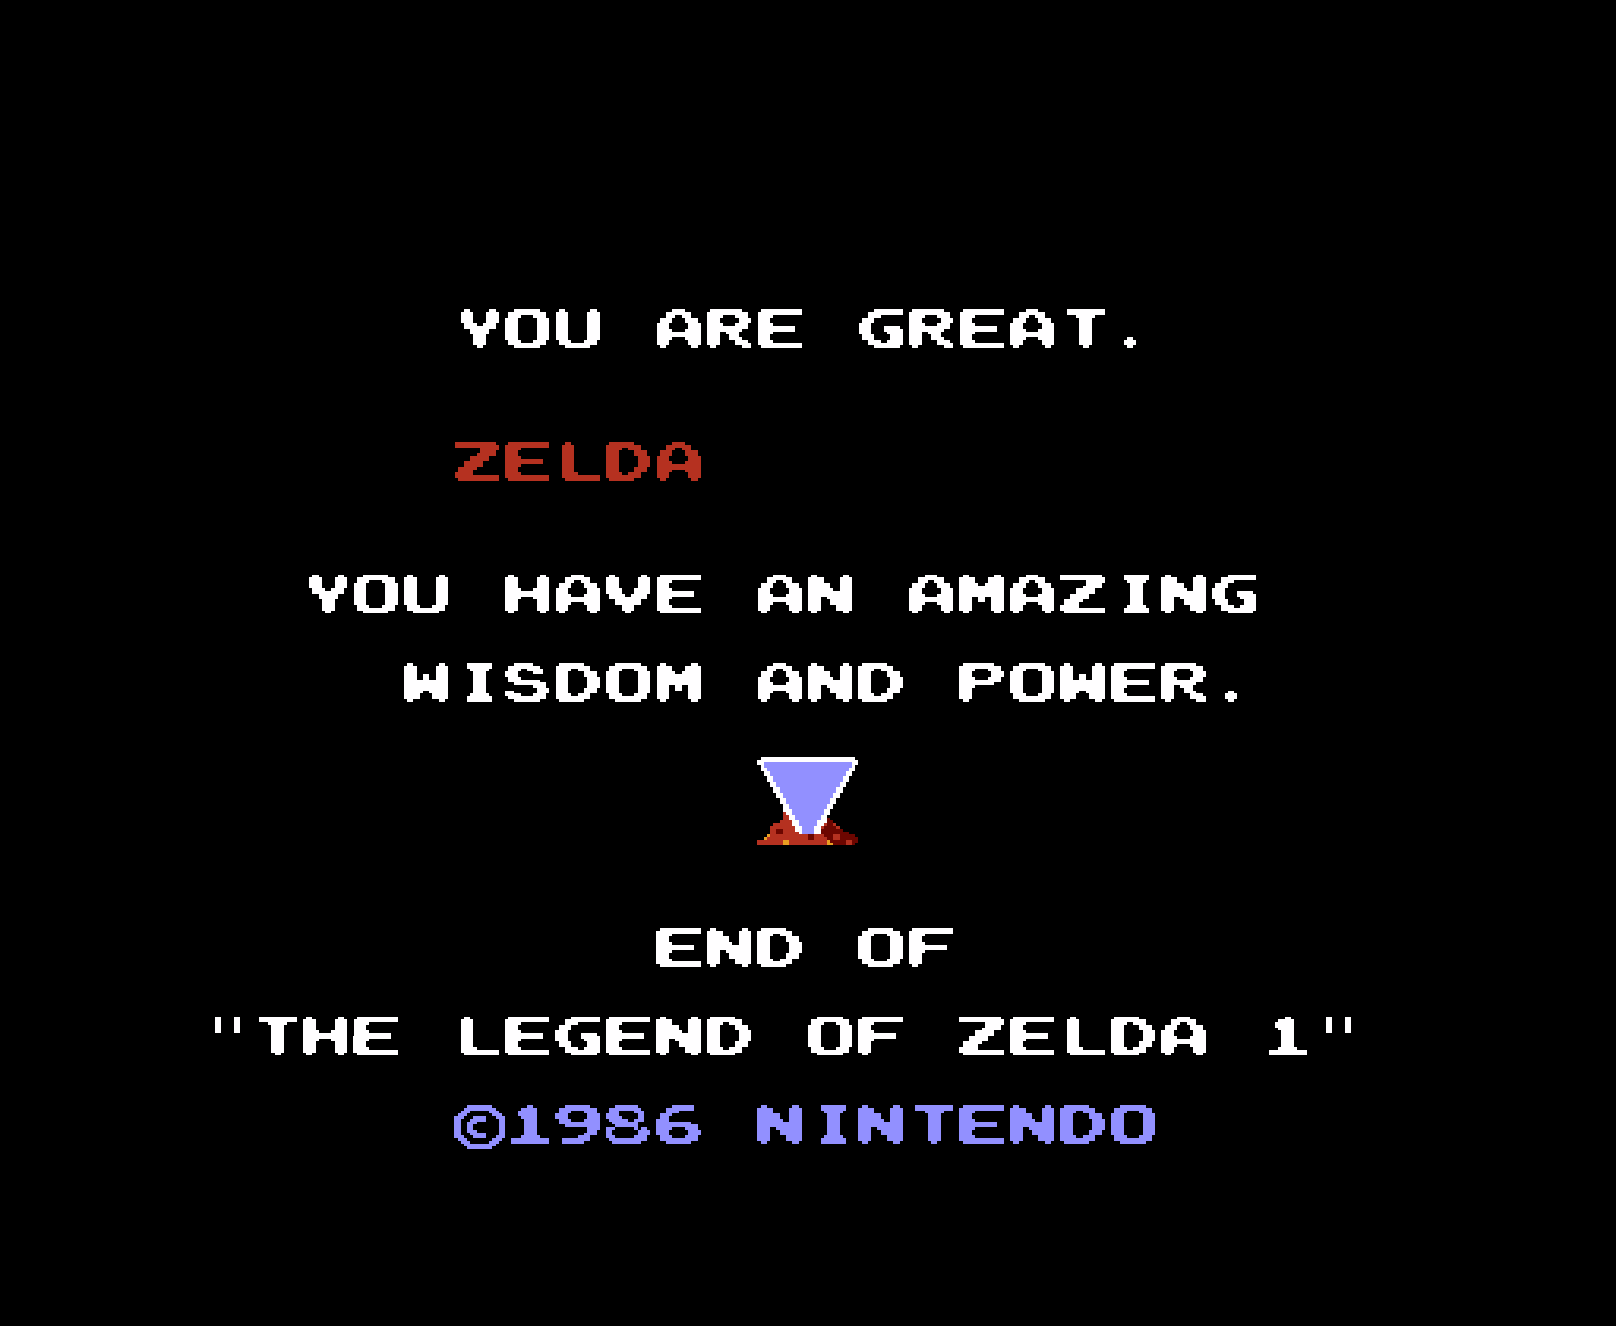 YOU ARE GREAT.
ZELDA
YOU HAVE AN AMAZING
WISDOM AND POWER.
END OF
"THE LEGEND OF ZELDA 1"
©1986 NINTENDO